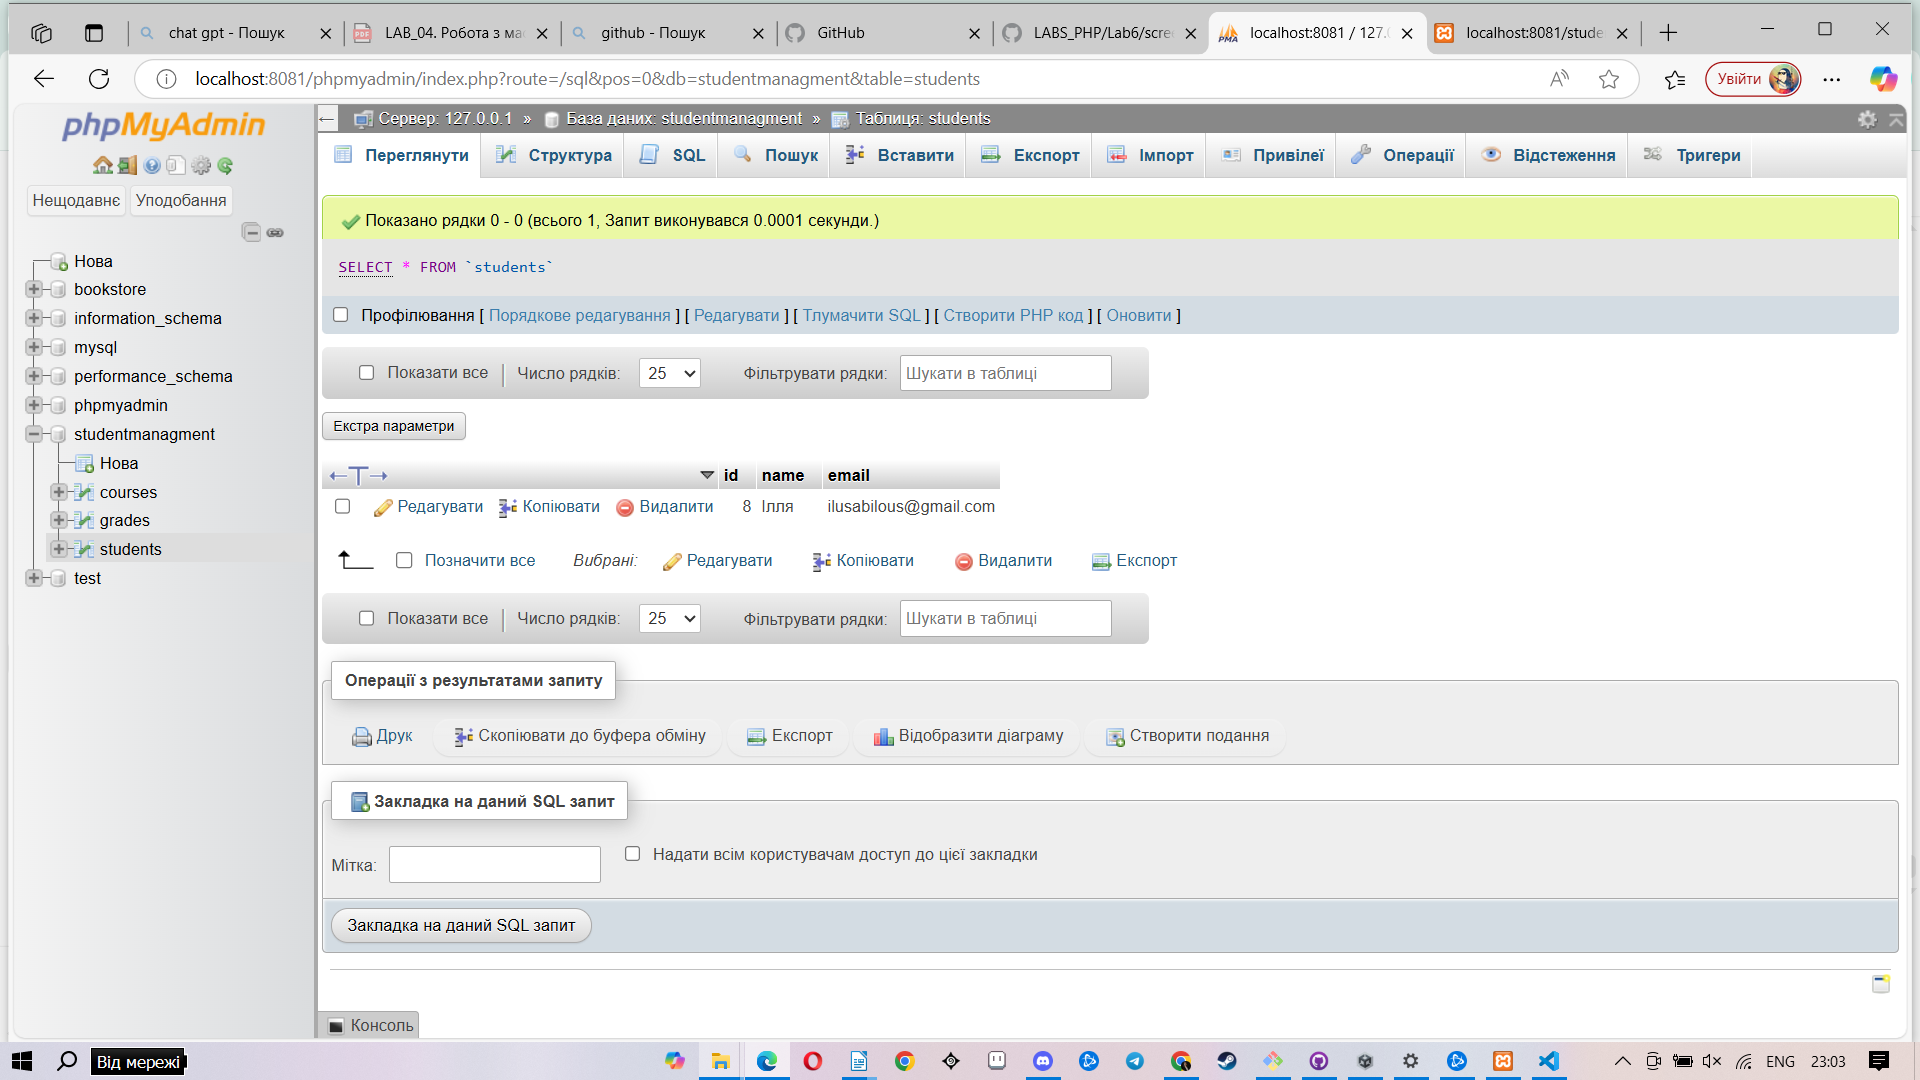 chat gpt - Пошук
LAB_04. Робота з ма
github - Пошук
GitHub
LABS_PHP/Lab6/scre
localhost:8081 / 127.0
localhost:8081/stude
localhost:8081/phpmyadmin/index.php?route=/sql&pos=0&db=studentmanagment&table=students
Увійти
phpMyAdmin
Нещодавнє
Уподобання
Нова
bookstore
information_schema
mysql
performance_schema
phpmyadmin
studentmanagment
Нова
courses
grades
students
test
Сервер: 127.0.0.1 » База даних: studentmanagment » Таблиця: students
Переглянути
Структура
SQL
Пошук
Вставити
Експорт
Імпорт
Привілеї
Операції
Відстеження
Тригери
Показано рядки 0 - 0 (всього 1, Запит виконувався 0.0001 секунди.)
SELECT * FROM `students`
Профілювання [ Порядкове редагування ] [ Редагувати ] [ Тлумачити SQL ] [ Створити PHP код ] [ Оновити ]
Показати все
Число рядків: 25
Фільтрувати рядки: Шукати в таблиці
Екстра параметри
id name email
Редагувати Копіювати Видалити 8 Ілля ilusabilous@gmail.com
Позначити все Вибрані: Редагувати Копіювати Видалити Експорт
Показати все
Число рядків: 25
Фільтрувати рядки: Шукати в таблиці
Операції з результатами запиту
Друк
Скопіювати до буфера обміну
Експорт
Відобразити діаграму
Створити подання
Закладка на даний SQL запит
Мітка:
Надати всім користувачам доступ до цієї закладки
Закладка на даний SQL запит
Консоль
Від мережі
ENG
23:03